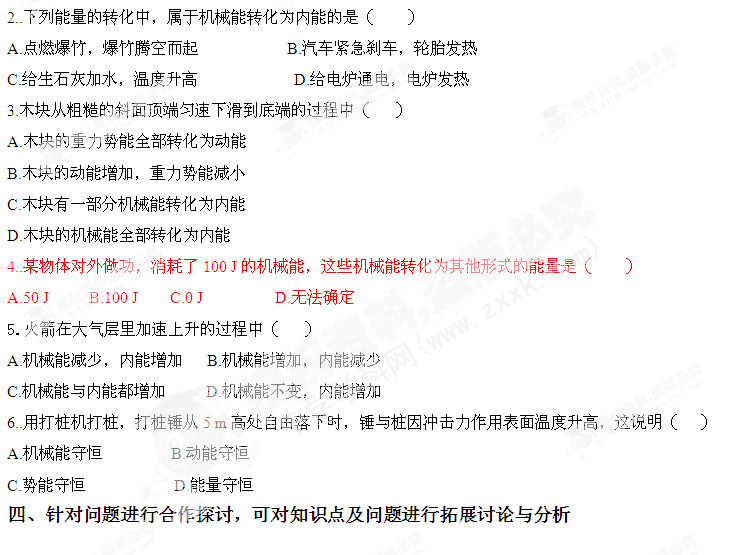 2..下列能量的转化中，属于机械能转化为内能的是（      ）
A.点燃爆竹，爆竹腾空而起                    B.汽车紧急刹车，轮胎发热
C.给生石灰加水，温度升高                      D.给电炉通电，电炉发热
3.木块从粗糙的斜面顶端匀速下滑到底端的过程中（    ）
A.木块的重力势能全部转化为动能
B.木块的动能增加，重力势能减小
C.木块有一部分机械能转化为内能
D.木块的机械能全部转化为内能
4..某物体对外做功，消耗了 100 J 的机械能，这些机械能转化为其他形式的能量是（      ）
A.50 J        B.100 J      C.0 J                D.无法确定
5. 火箭在大气层里加速上升的过程中（    ）
A.机械能减少，内能增加      B.机械能增加，内能减少
C.机械能与内能都增加        D.机械能不变，内能增加
6..用打桩机打桩，打桩锤从 5 m 高处自由落下时，锤与桩因冲击力作用表面温度升高，这说明（    ）
A.机械能守恒                B.动能守恒
C.势能守恒                    D.能量守恒
四、针对问题进行合作探讨，可对知识点及问题进行拓展讨论与分析